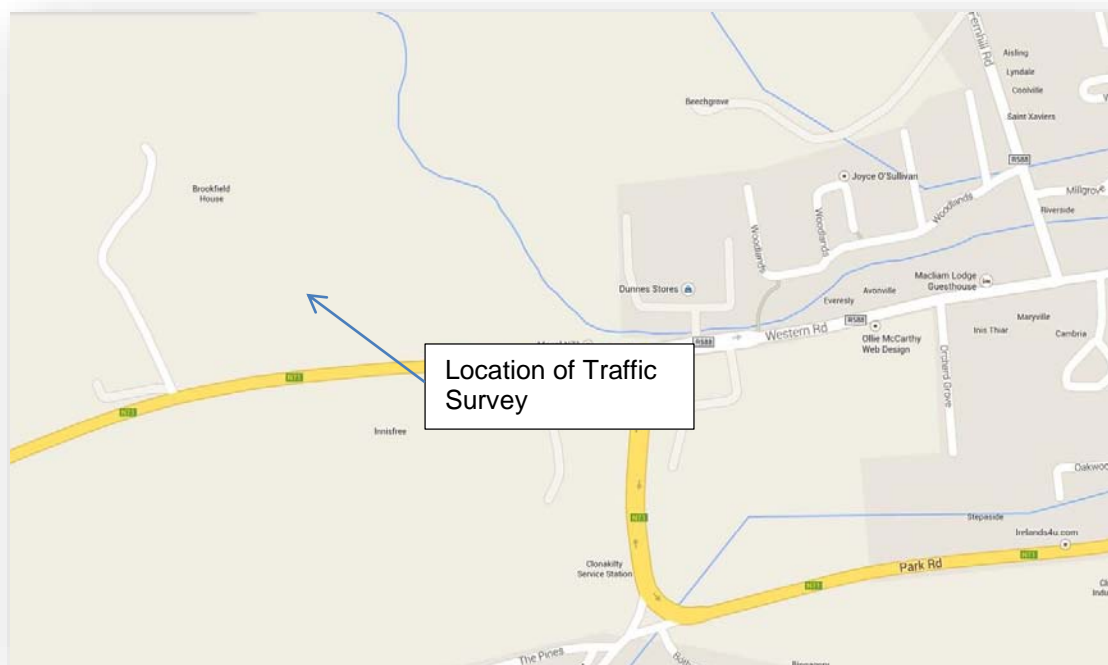 Fernhill Rd
Aisling
Lyndale
Coolville
Saint Xaviers
Beechgrove
R588
Joyce O'Sullivan
Millgrove
Brookfield
House
Woodlands
Woodlands
Woodlands
Riverside
Dunnes Stores
Macliam Lodge
Guesthouse
Avonville
Everesly
R588
Western Rd
R588
Maryville
Inis Thiar
Cambria
Ollie McCarthy
Web Design
Orchard Grove
Location of Traffic
Survey
N71
N71
Innisfree
Stepaside
N71
Irelands4u.com
N71
Park Rd
N71
Clonakilty
Service Station
The Pines